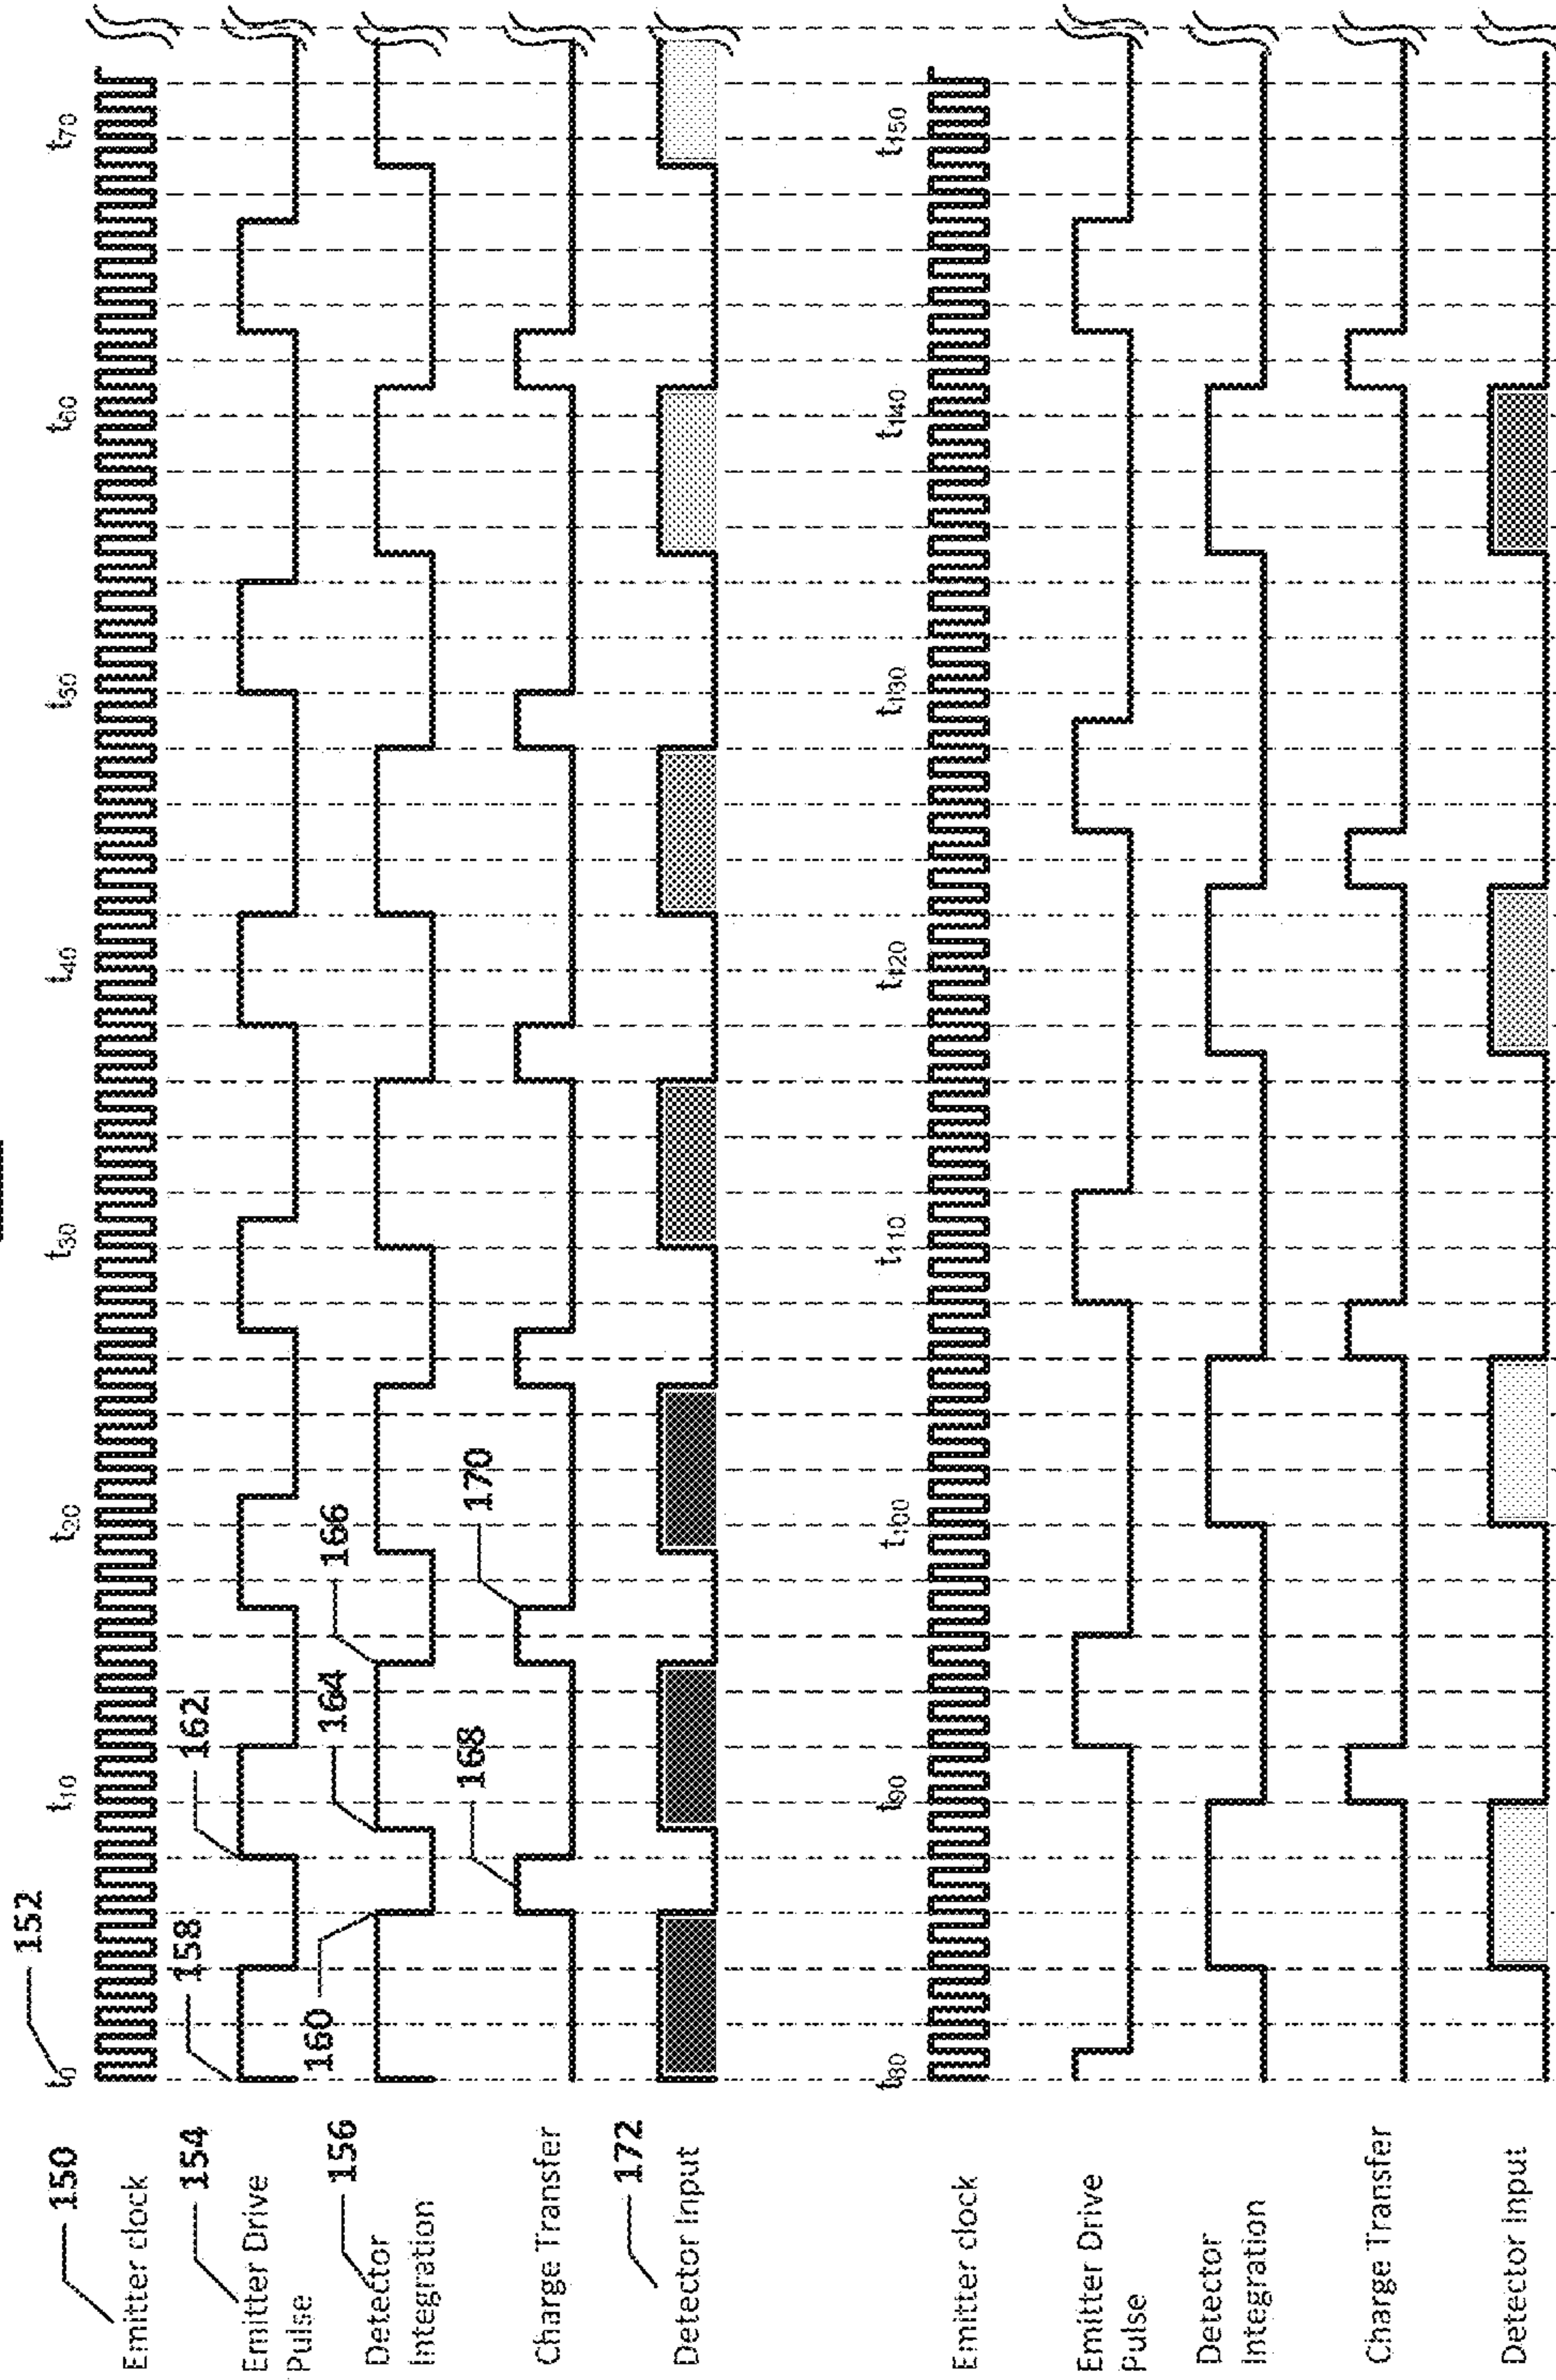 150
152
t0
t10
t20
t30
t40
t50
t60
t70
Emitter clock
154
158
162
Emitter Drive
Pulse
156
160
164
166
Detector
Integration
168
170
Charge Transfer
172
Detector Input
t80
t90
t100
t110
t120
t130
t140
t150
Emitter clock
Emitter Drive
Pulse
Detector
Integration
Charge Transfer
Detector Input